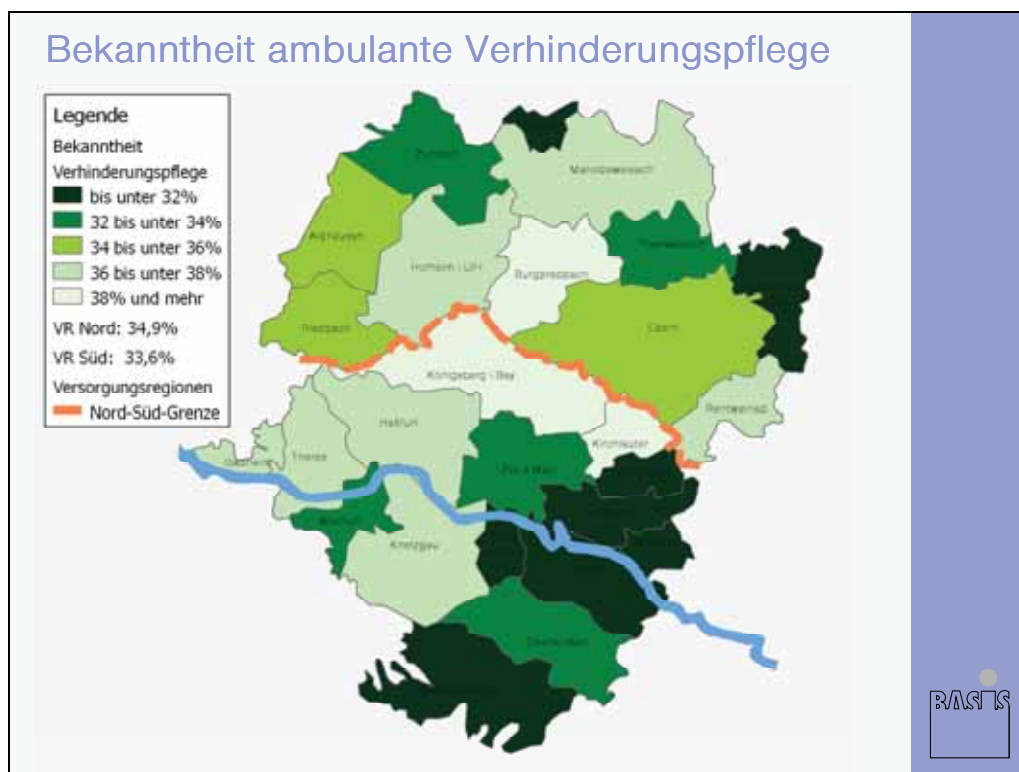 Bekanntheit ambulante Verhinderungspflege
Legende
Bekanntheit
Verhinderungspflege
bis unter 32%
32 bis unter 34%
34 bis unter 36%
36 bis unter 38%
38% und mehr
VR Nord: 34,9%
VR Süd: 33,6%
Versorgungsregionen
Nord-Süd-Grenze
Maroldsweisach
Aidhausen
Hofheim i.UFr.
Burgpreppach
Riedbach
Ebern
Königsberg i.Bay
Rentweinsd.
Haßfurt
Kirchlauter
Theres
Knetzgau
BASIS